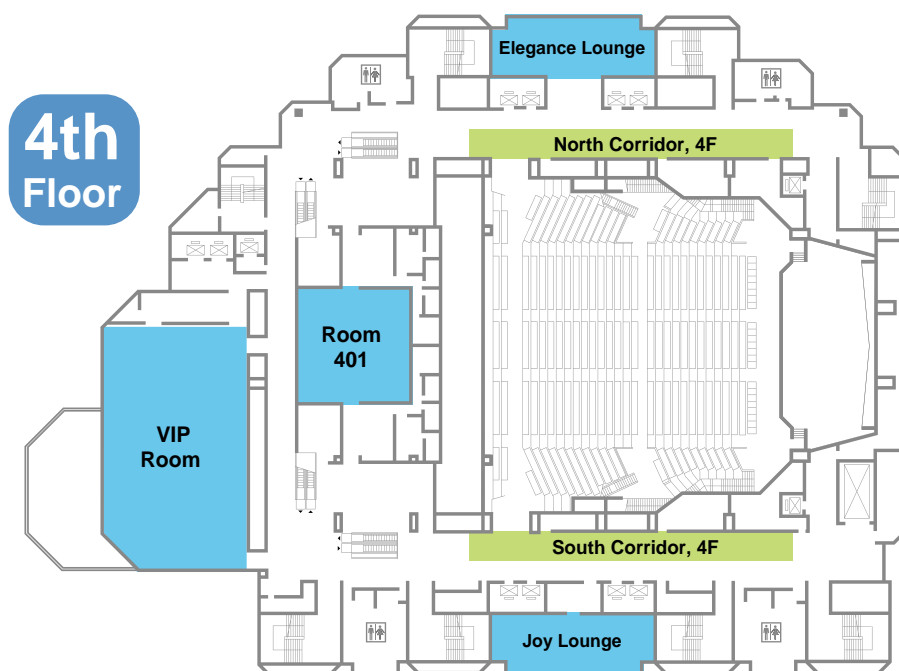 Elegance Lounge
4th
Floor
North Corridor, 4F
Room
401
VIP
Room
South Corridor, 4F
Joy Lounge